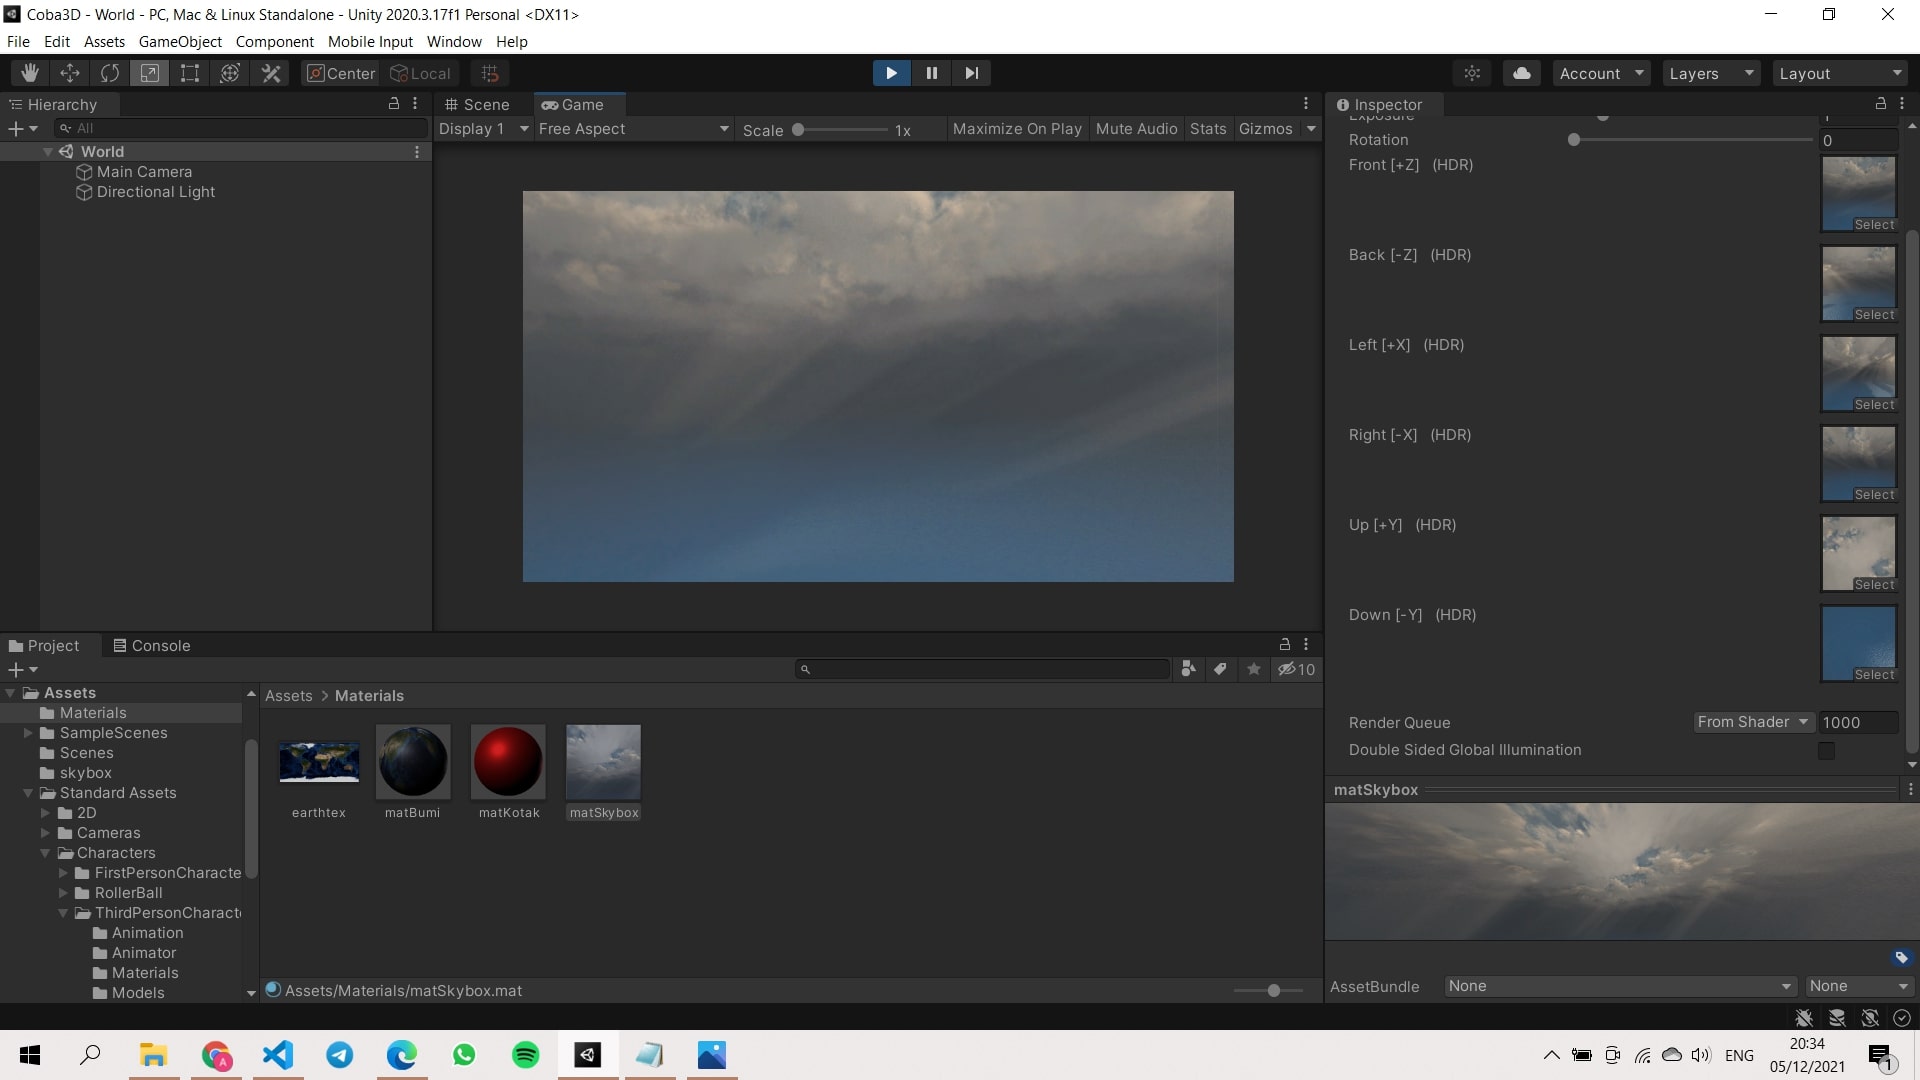 Coba3D - World - PC, Mac & Linux Standalone - Unity 2020.3.17f1 Personal <DX11>
File Edit Assets GameObject Component Mobile Input Window Help
Center Local Account Layers Layout
Hierarchy
All
World
Main Camera
Directional Light
Scene Game
Display 1 Free Aspect Scale 1x Maximize On Play Mute Audio Stats Gizmos
Inspector
Exposure 1
Rotation 0
Front [+Z] (HDR)
Select
Back [-Z] (HDR)
Select
Left [+X] (HDR)
Select
Right [-X] (HDR)
Select
Up [+Y] (HDR)
Select
Down [-Y] (HDR)
Select
Render Queue From Shader 1000
Double Sided Global Illumination
matSkybox
AssetBundle None None
Project Console
10
Assets
Materials
SampleScenes
Scenes
skybox
Standard Assets
2D
Cameras
Characters
FirstPersonCharacte
RollerBall
ThirdPersonCharact
Animation
Animator
Materials
Models
Assets > Materials
earthtex matBumi matKotak matSkybox
Assets/Materials/matSkybox.mat
ENG
20:34
05/12/2021
1